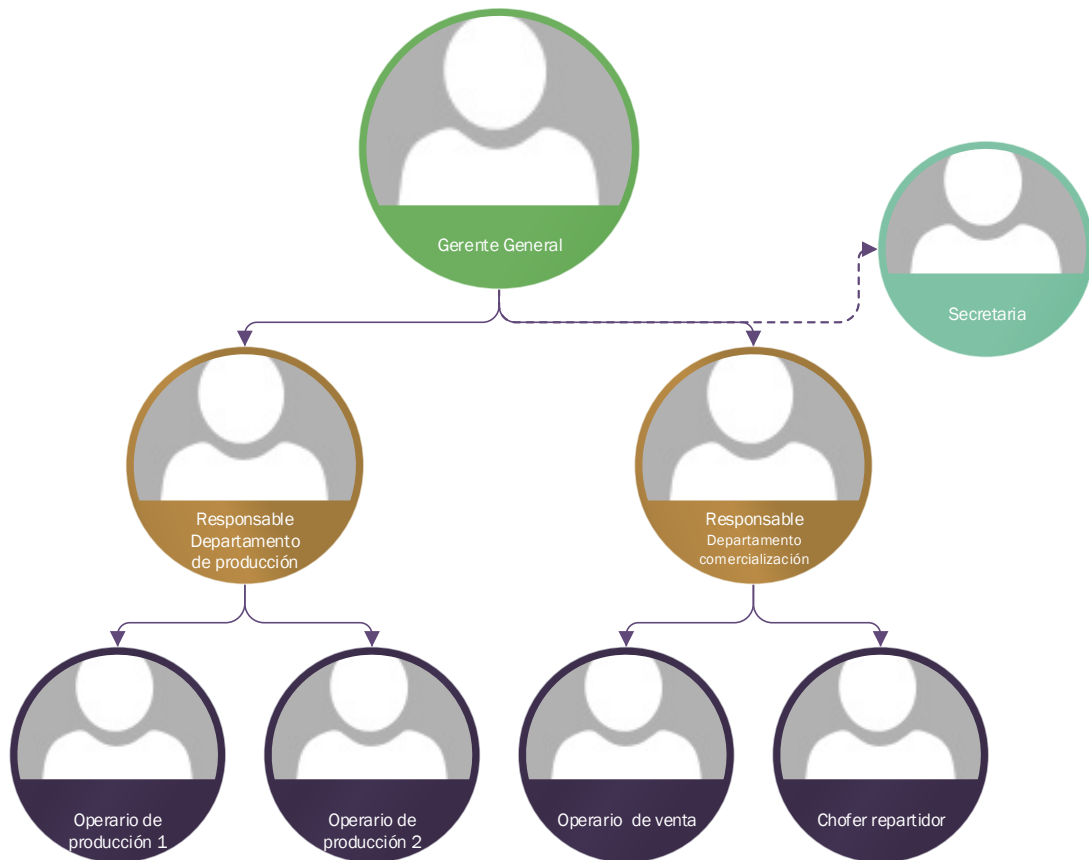 Gerente General
Secretaria
Responsable
Departamento
de producción
Responsable
Departamento
comercialización
Operario de
producción 1
Operario de
producción 2
Operario de venta
Chofer repartidor